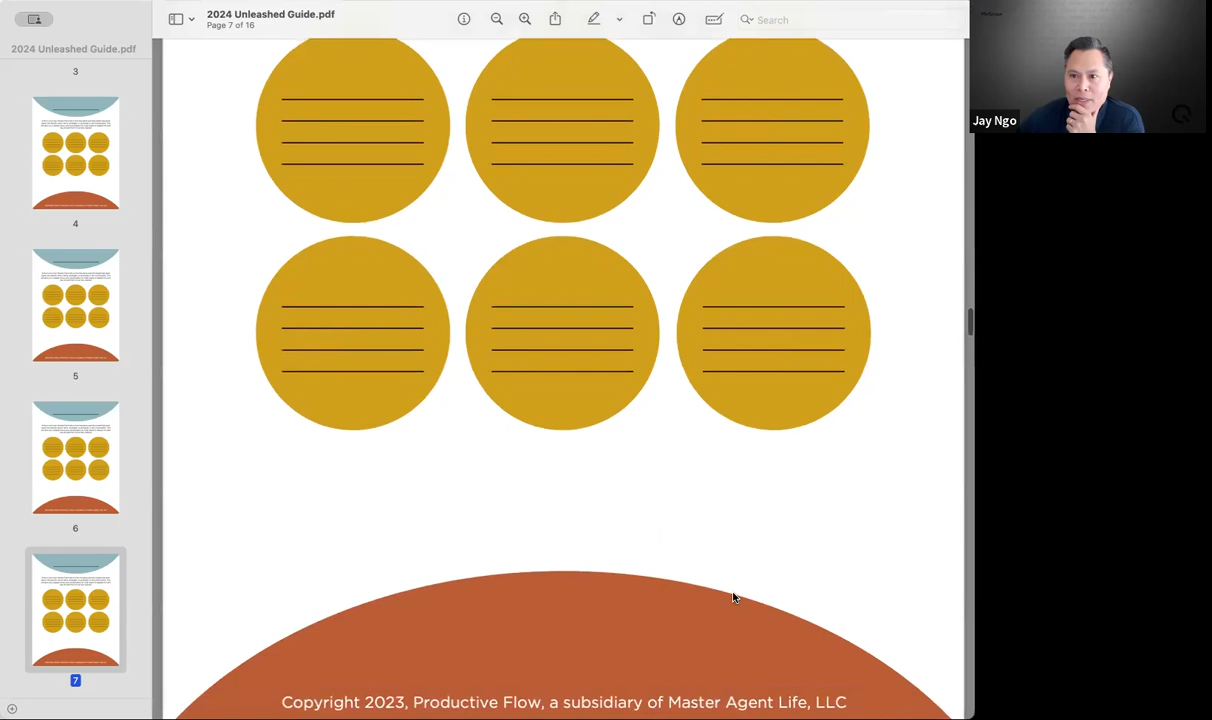 2024 Unleashed Guide.pdf
Page 7 of 16
Search
2024 Unleashed Guide.pdf
3
4
5
6
7
Jay Ngo
Copyright 2023, Productive Flow, a subsidiary of Master Agent Life, LLC